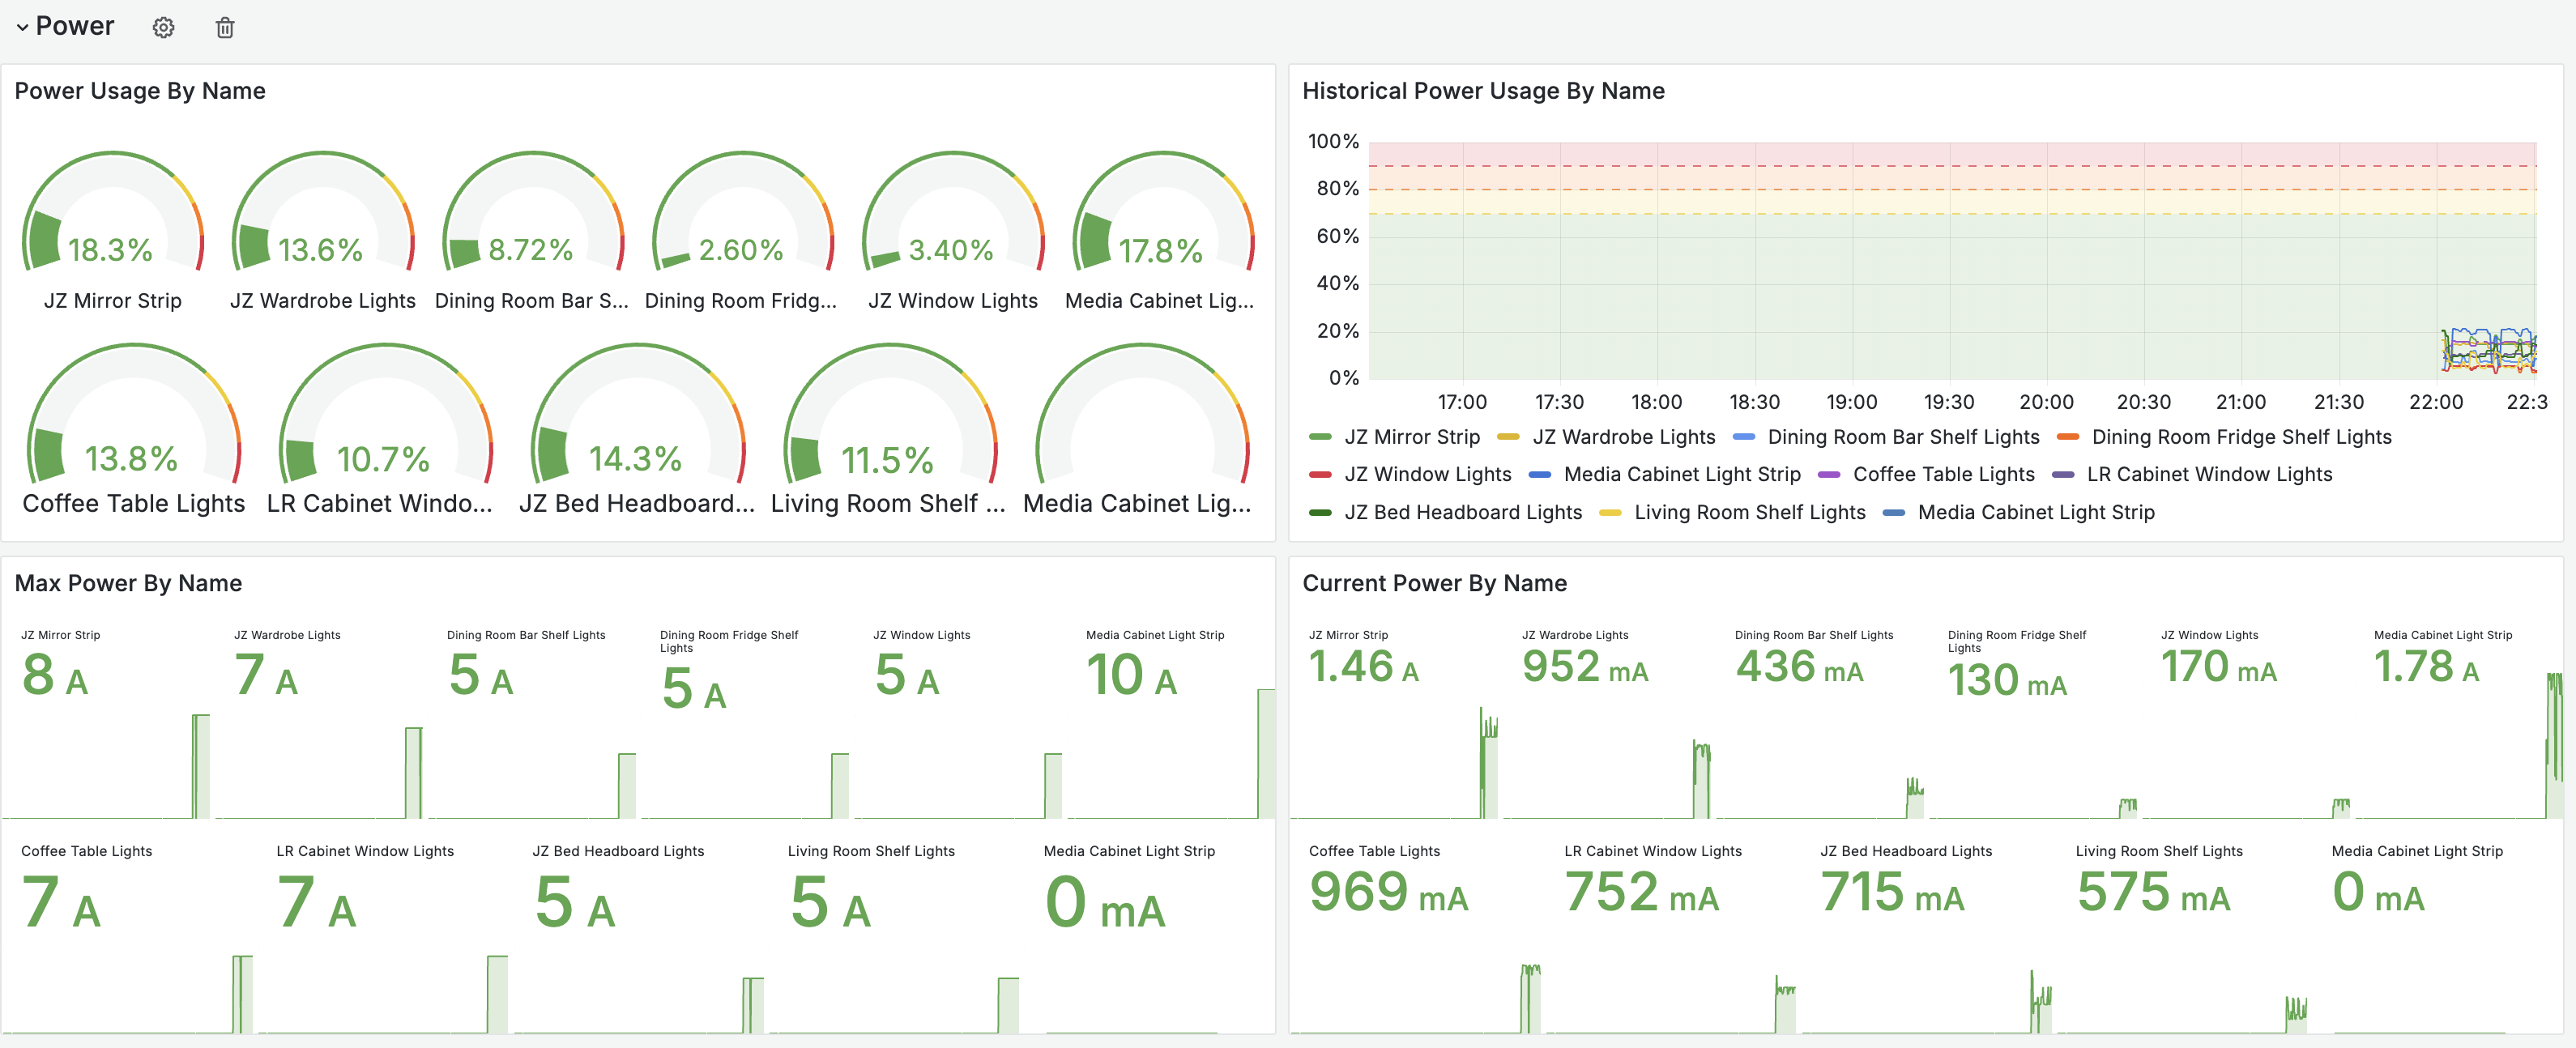 Power
Power Usage By Name
18.3%
13.6%
8.72%
2.60%
3.40%
17.8%
JZ Mirror Strip
JZ Wardrobe Lights
Dining Room Bar S...
Dining Room Fridg...
JZ Window Lights
Media Cabinet Lig...
13.8%
10.7%
14.3%
11.5%
Coffee Table Lights
LR Cabinet Windo...
JZ Bed Headboard...
Living Room Shelf ...
Media Cabinet Lig...
Historical Power Usage By Name
100%
80%
60%
40%
20%
0%
17:00 17:30 18:00 18:30 19:00 19:30 20:00 20:30 21:00 21:30 22:00 22:3
JZ Mirror Strip JZ Wardrobe Lights Dining Room Bar Shelf Lights Dining Room Fridge Shelf Lights
JZ Window Lights Media Cabinet Light Strip Coffee Table Lights LR Cabinet Window Lights
JZ Bed Headboard Lights Living Room Shelf Lights Media Cabinet Light Strip
Max Power By Name
JZ Mirror Strip
8 A
JZ Wardrobe Lights
7 A
Dining Room Bar Shelf Lights
5 A
Dining Room Fridge Shelf
Lights
5 A
JZ Window Lights
5 A
Media Cabinet Light Strip
10 A
Coffee Table Lights
7 A
LR Cabinet Window Lights
7 A
JZ Bed Headboard Lights
5 A
Living Room Shelf Lights
5 A
Media Cabinet Light Strip
0 mA
Current Power By Name
JZ Mirror Strip
1.46 A
JZ Wardrobe Lights
952 mA
Dining Room Bar Shelf Lights
436 mA
Dining Room Fridge Shelf
Lights
130 mA
JZ Window Lights
170 mA
Media Cabinet Light Strip
1.78 A
Coffee Table Lights
969 mA
LR Cabinet Window Lights
752 mA
JZ Bed Headboard Lights
715 mA
Living Room Shelf Lights
575 mA
Media Cabinet Light Strip
0 mA